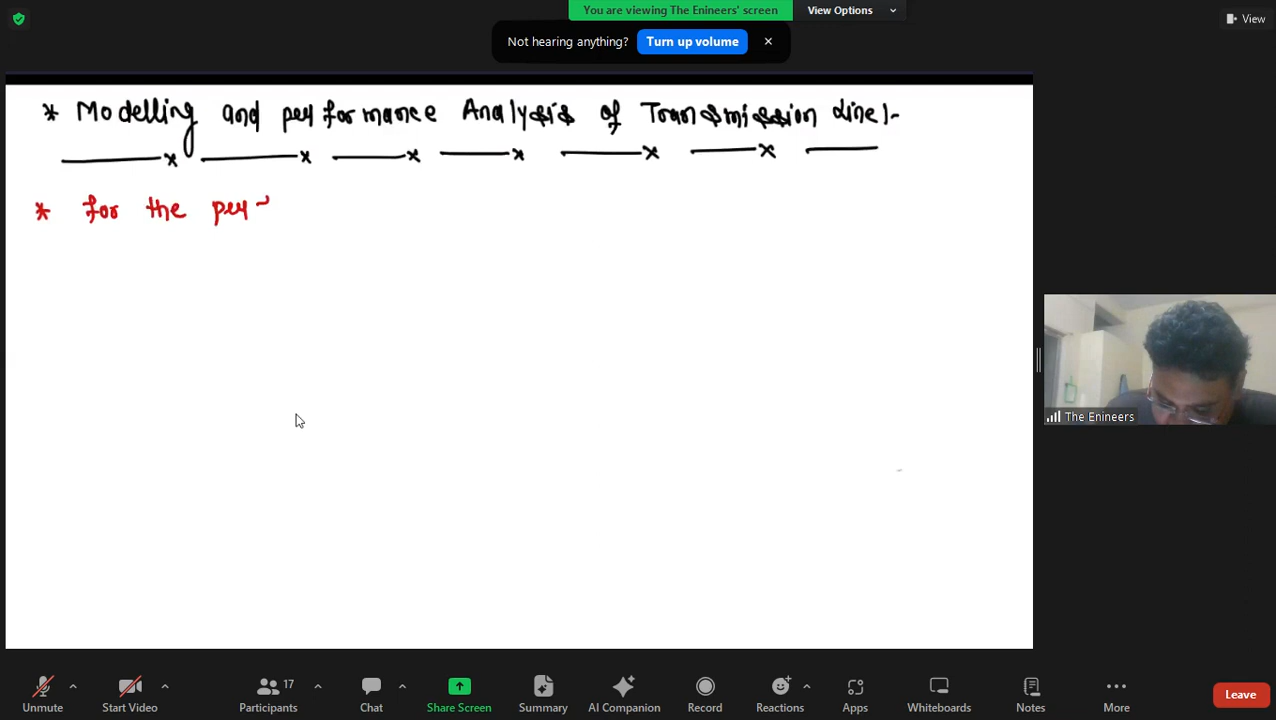 You are viewing The Enineers' screen
View Options
View
Not hearing anything?
Turn up volume
* Modelling and performance Analysis of Transmission Line:-
* for the per
The Enineers
Unmute
Start Video
17
Participants
Chat
Share Screen
Summary
AI Companion
Record
Reactions
Apps
Whiteboards
Notes
More
Leave